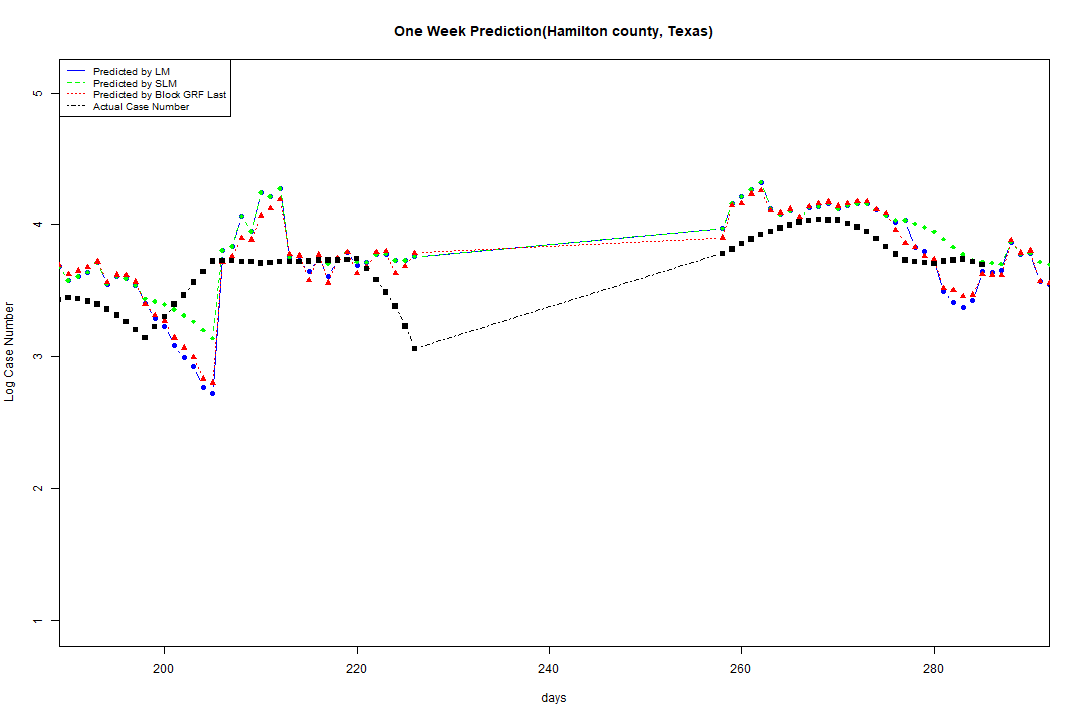 One Week Prediction(Hamilton county, Texas)
Predicted by LM
Predicted by SLM
Predicted by Block GRF Last
Actual Case Number
5
4
3
2
1
Log Case Number
200 220 240 260 280
days